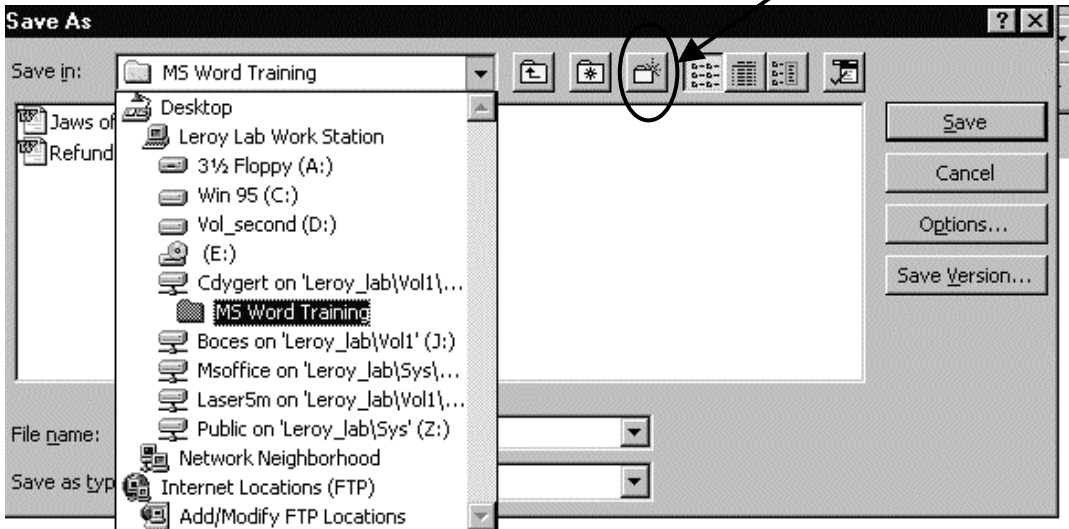 Save As
Save in: MS Word Training
Jaws of
Refund
Desktop
Leroy Lab Work Station
3½ Floppy (A:)
Win 95 (C:)
Vol_second (D:)
(E:)
Cdygert on 'Leroy_lab\Vol1\...
MS Word Training
Boces on 'Leroy_lab\Vol1' (J:)
Msoffice on 'Leroy_lab\Sys\...
Laser5m on 'Leroy_lab\Vol1\...
Public on 'Leroy_lab\Sys' (Z:)
Network Neighborhood
Internet Locations (FTP)
Add/Modify FTP Locations
Save
Cancel
Options...
Save Version...
File name:
Save as typ